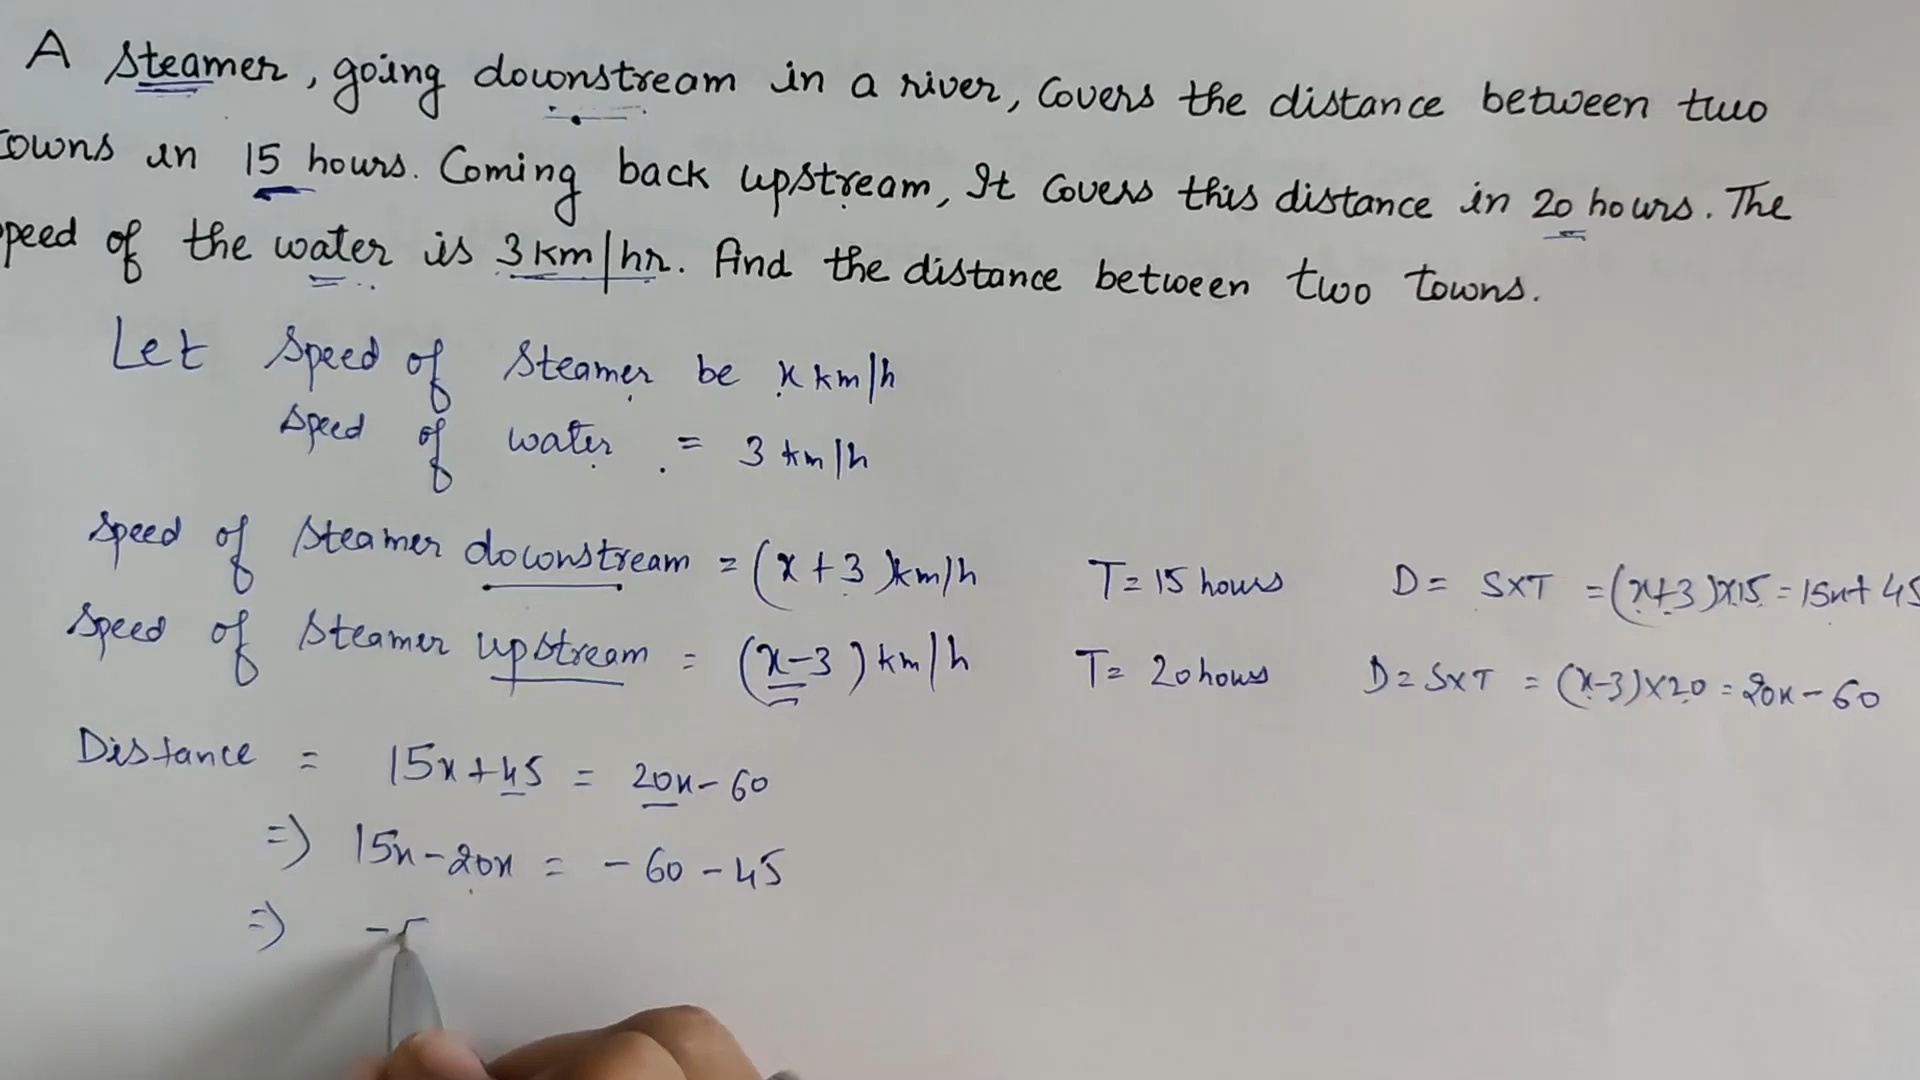 A Steamer, going downstream in a river, Covers the distance between two
towns in 15 hours. Coming back upstream, It Covers this distance in 20 hours. The
speed of the water is 3 km/hr. Find the distance between two towns.
Let Speed of Steamer be x km/h
Speed of water = 3 km/h
Speed of Steamer downstream = (x+3) km/h T= 15 hours D= S×T =(x+3)×15 = 15x+45
Speed of Steamer upstream = (x-3) km/h T= 20 hours D= S×T = (x-3)×20 = 20x-60
Distance = 15x+45 = 20x-60
=> 15x-20x = -60-45
=> -5